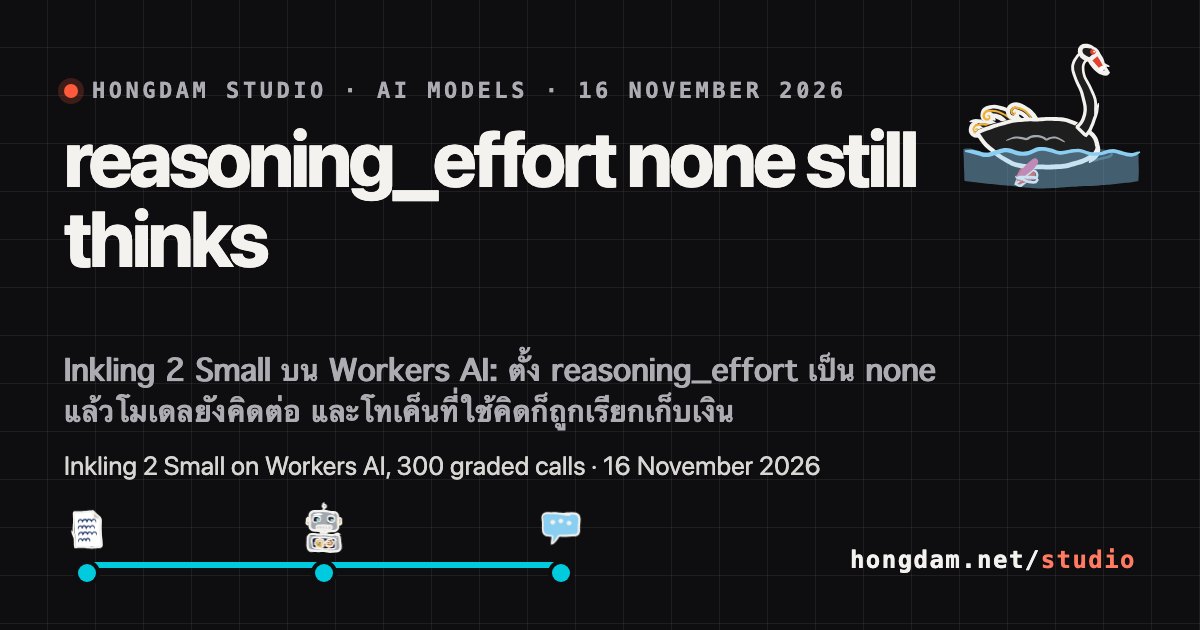 HONGDAM STUDIO · AI MODELS · 16 NOVEMBER 2026
reasoning_effort none still
thinks
Inkling 2 Small บน Workers AI: ตั้ง reasoning_effort เป็น none
แล้วโมเดลยังคิดต่อ และโทเค็นที่ใช้คิดก็ถูกเรียกเก็บเงิน
Inkling 2 Small on Workers AI, 300 graded calls · 16 November 2026
hongdam.net/studio